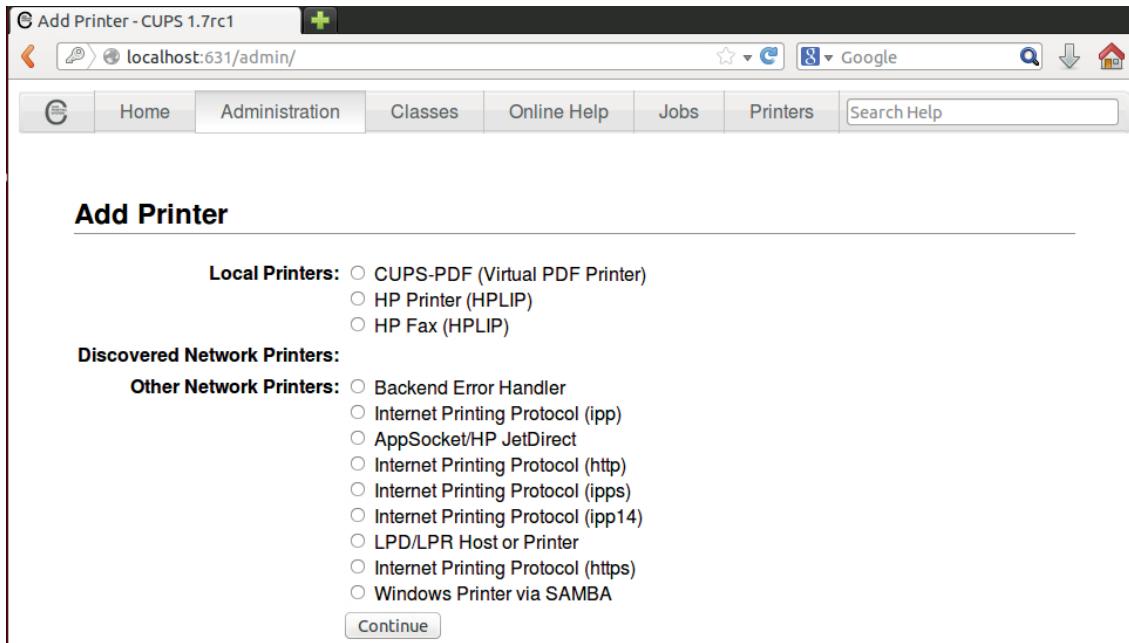 Add Printer - CUPS 1.7rc1
localhost:631/admin/ Google
Home Administration Classes Online Help Jobs Printers Search Help
Add Printer
Local Printers: CUPS-PDF (Virtual PDF Printer)
HP Printer (HPLIP)
HP Fax (HPLIP)
Discovered Network Printers:
Other Network Printers: Backend Error Handler
Internet Printing Protocol (ipp)
AppSocket/HP JetDirect
Internet Printing Protocol (http)
Internet Printing Protocol (ipps)
Internet Printing Protocol (ipp14)
LPD/LPR Host or Printer
Internet Printing Protocol (https)
Windows Printer via SAMBA
Continue